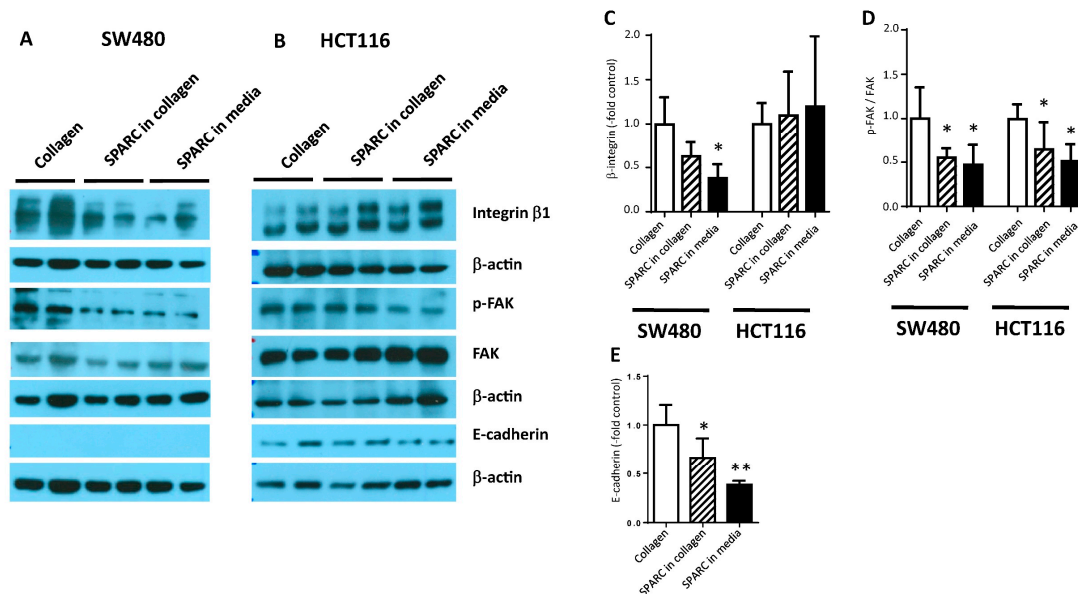 A
SW480
Collagen
SPARC in collagen
SPARC in media
B
HCT116
Collagen
SPARC in collagen
SPARC in media
Integrin β1
β-actin
p-FAK
FAK
β-actin
E-cadherin
β-actin
C
β-integrin (-fold control)
2.0
1.5
1.0
0.5
0.0
*
Collagen
SPARC in collagen
SPARC in media
Collagen
SPARC in collagen
SPARC in media
SW480
HCT116
D
p-FAK / FAK
2.0
1.5
1.0
0.5
0.0
*
*
*
*
Collagen
SPARC in collagen
SPARC in media
Collagen
SPARC in collagen
SPARC in media
SW480
HCT116
E
E-cadherin (-fold control)
1.5
1.0
0.5
0.0
*
**
Collagen
SPARC in collagen
SPARC in media